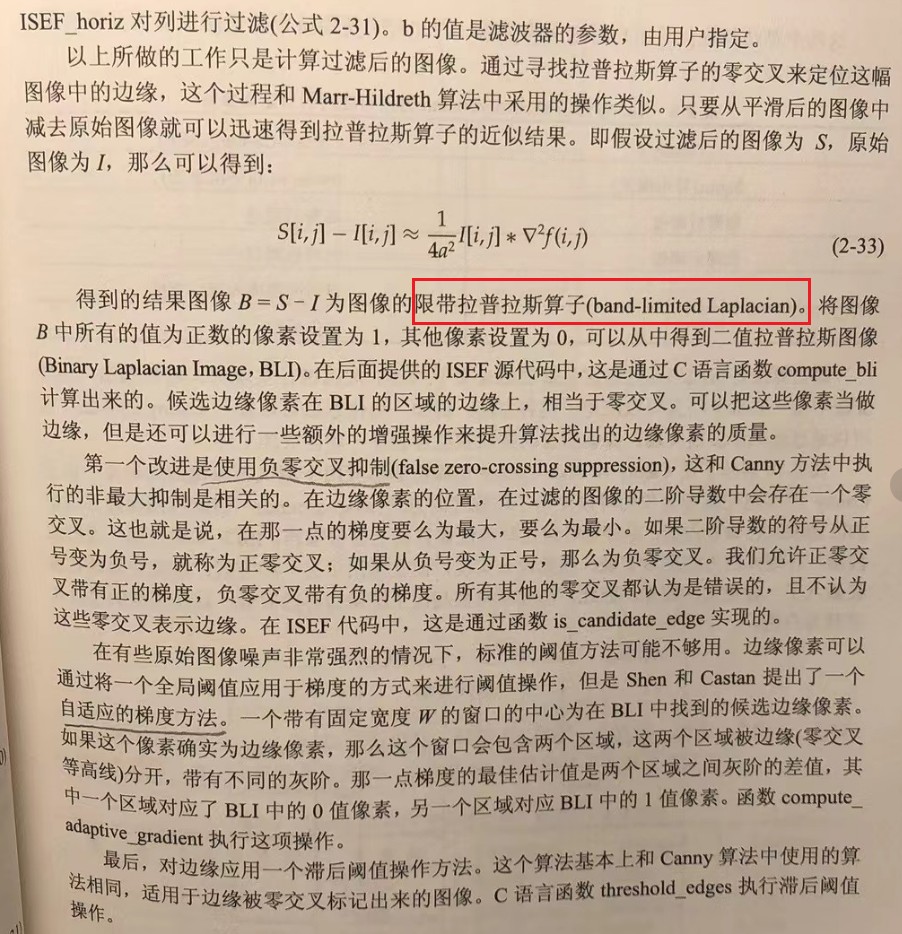 ISEF_horiz 对列进行过滤(公式 2-31)。b 的值是滤波器的参数，由用户指定。
以上所做的工作只是计算过滤后的图像。通过寻找拉普拉斯算子的零交叉来定位这幅
图像中的边缘，这个过程和 Marr-Hildreth 算法中采用的操作类似。只要从平滑后的图像中
减去原始图像就可以迅速得到拉普拉斯算子的近似结果。即假设过滤后的图像为 S，原始
图像为 I，那么可以得到：
S[i,j] − I[i,j] ≈ 1/4a² I[i,j] * ∇²f(i,j) (2-33)
得到的结果图像 B = S - I 为图像的限带拉普拉斯算子(band-limited Laplacian)。将图像
B 中所有的值为正数的像素设置为 1，其他像素设置为 0，可以从中得到二值拉普拉斯图像
(Binary Laplacian Image，BLI)。在后面提供的 ISEF 源代码中，这是通过 C 语言函数 compute_bli
计算出来的。候选边缘像素在 BLI 的区域的边缘上，相当于零交叉。可以把这些像素当做
边缘，但是还可以进行一些额外的增强操作来提升算法找出的边缘像素的质量。
第一个改进是使用负零交叉抑制(false zero-crossing suppression)，这和 Canny 方法中执
行的非最大抑制是相关的。在边缘像素的位置，在过滤的图像的二阶导数中会存在一个零
交叉。这也就是说，在那一点的梯度要么为最大，要么为最小。如果二阶导数的符号从正
号变为负号，就称为正零交叉；如果从负号变为正号，那么为负零交叉。我们允许正零交
叉带有正的梯度，负零交叉带有负的梯度。所有其他的零交叉都认为是错误的，且不认为
这些零交叉表示边缘。在 ISEF 代码中，这是通过函数 is_candidate_edge 实现的。
在有些原始图像噪声非常强烈的情况下，标准的阈值方法可能不够用。边缘像素可以
通过将一个全局阈值应用于梯度的方式来进行阈值操作，但是 Shen 和 Castan 提出了一个
自适应的梯度方法。一个带有固定宽度 W 的窗口的中心为在 BLI 中找到的候选边缘像素。
如果这个像素确实为边缘像素，那么这个窗口会包含两个区域，这两个区域被边缘(零交叉
等高线)分开，带有不同的灰阶。那一点梯度的最佳估计值是两个区域之间灰阶的差值，其
中一个区域对应了 BLI 中的 0 值像素，另一个区域对应 BLI 中的 1 值像素。函数 compute_
adaptive_gradient 执行这项操作。
最后，对边缘应用一个滞后阈值操作方法。这个算法基本上和 Canny 算法中使用的算
法相同，适用于边缘被零交叉标记出来的图像。C 语言函数 threshold_edges 执行滞后阈值
操作。